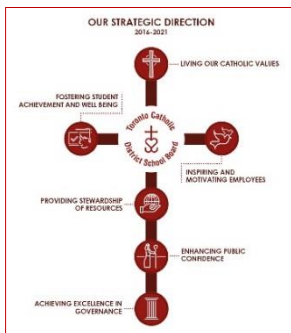 OUR STRATEGIC DIRECTION
2016-2021
LIVING OUR CATHOLIC VALUES
FOSTERING STUDENT
ACHIEVEMENT AND WELL BEING
Toronto Catholic
District School Board
INSPIRING AND
MOTIVATING EMPLOYEES
PROVIDING STEWARDSHIP
OF RESOURCES
ENHANCING PUBLIC
CONFIDENCE
ACHIEVING EXCELLENCE IN
GOVERNANCE